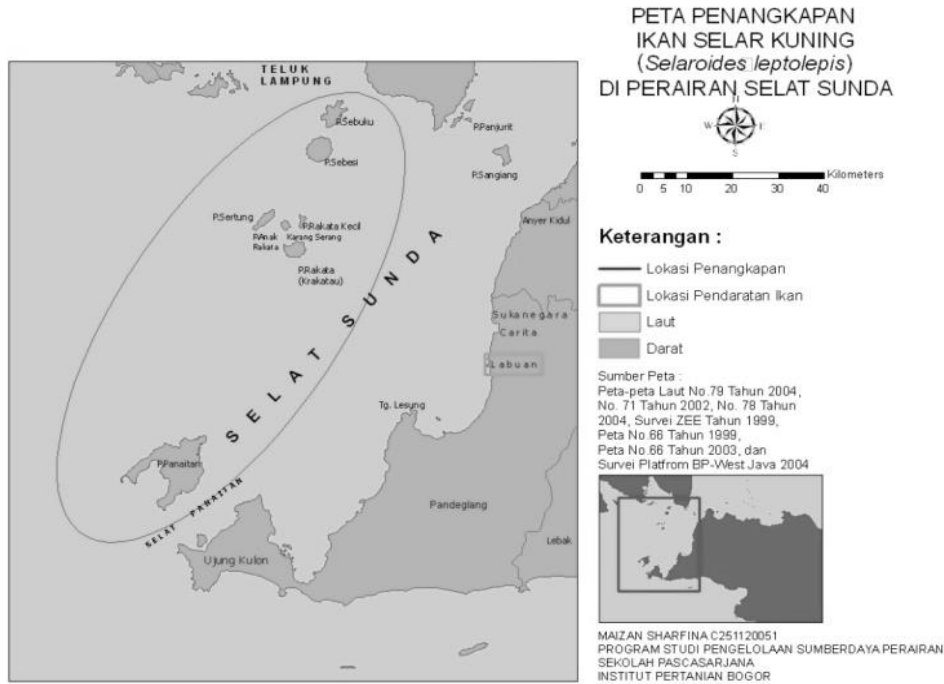 PETA PENANGKAPAN
IKAN SELAR KUNING
(Selaroides leptolepis)
DI PERAIRAN SELAT SUNDA
N
W E
S
Kilometers
0 5 10 20 30 40
Keterangan :
Lokasi Penangkapan
Lokasi Pendaratan Ikan
Laut
Darat
Sumber Peta :
Peta-peta Laut No.79 Tahun 2004,
No. 71 Tahun 2002, No. 78 Tahun
2004, Survei ZEE Tahun 1999,
Peta No.66 Tahun 1999,
Peta No.66 Tahun 2003, dan
Survei Platfrom BP-West Java 2004
MAIZAN SHARFINA C251120051
PROGRAM STUDI PENGELOLAAN SUMBERDAYA PERAIRAN
SEKOLAH PASCASARJANA
INSTITUT PERTANIAN BOGOR
TELUK
LAMPUNG
P.Sebuku
P.Panjurit
P.Sebesi
P.Sangiang
P.Sertung
P.Rakata Kecil
P.Anak
Rakata
Karang Serang
Anyer Kidul
P.Rakata
(Krakatau)
SELAT SUNDA
Sukanegara
Carita
Labuan
Tg. Lesung
P.Panaitan
SELAT PANAITAN
Pandeglang
Lebak
Ujung Kulon